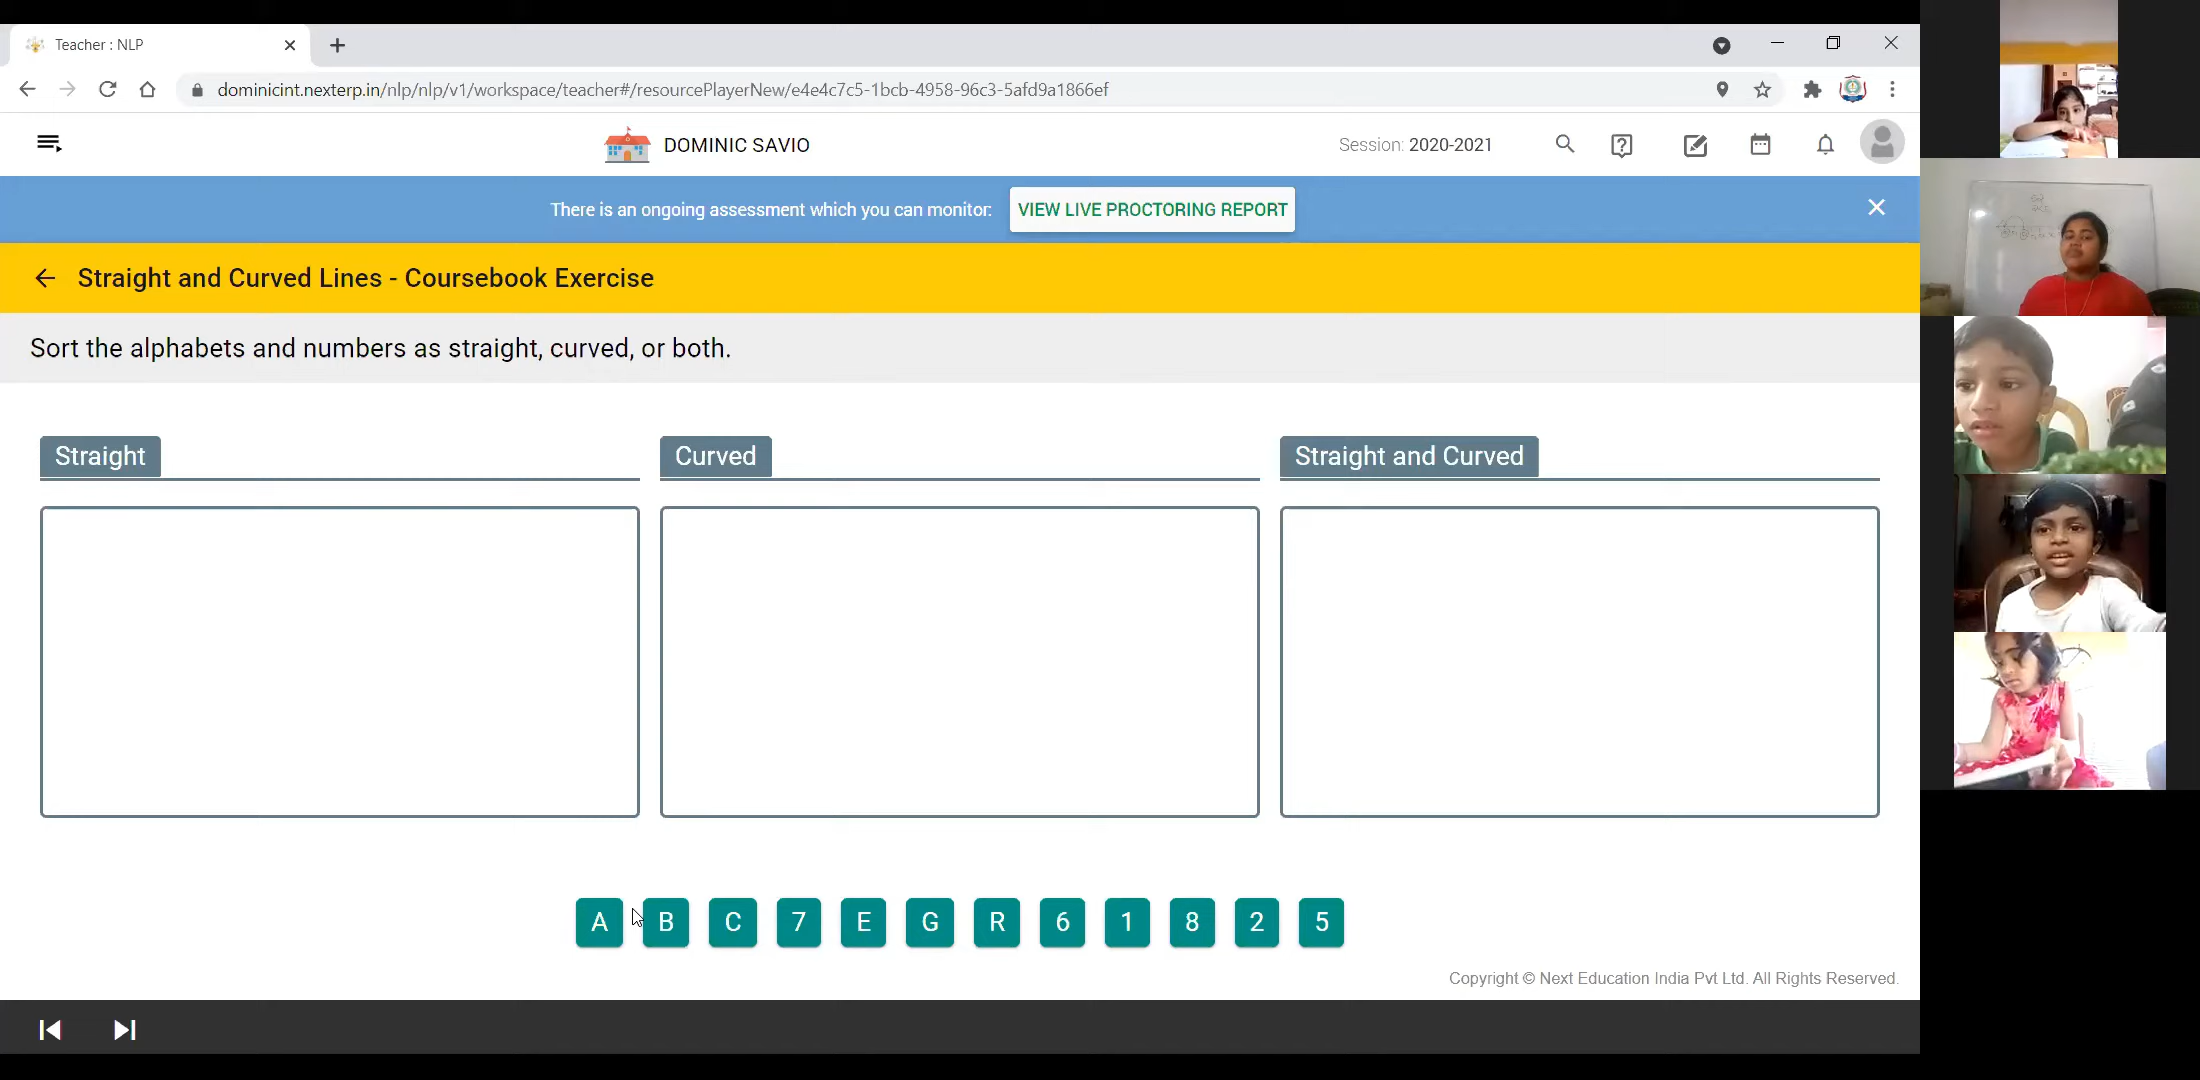 Teacher : NLP
dominicint.nexterp.in/nlp/nlp/v1/workspace/teacher#/resourcePlayerNew/e4e4c7c5-1bcb-4958-96c3-5afd9a1866ef
DOMINIC SAVIO
Session: 2020-2021
There is an ongoing assessment which you can monitor: VIEW LIVE PROCTORING REPORT
Straight and Curved Lines - Coursebook Exercise
Sort the alphabets and numbers as straight, curved, or both.
Straight
Curved
Straight and Curved
A B C 7 E G R 6 1 8 2 5
Copyright © Next Education India Pvt Ltd. All Rights Reserved.